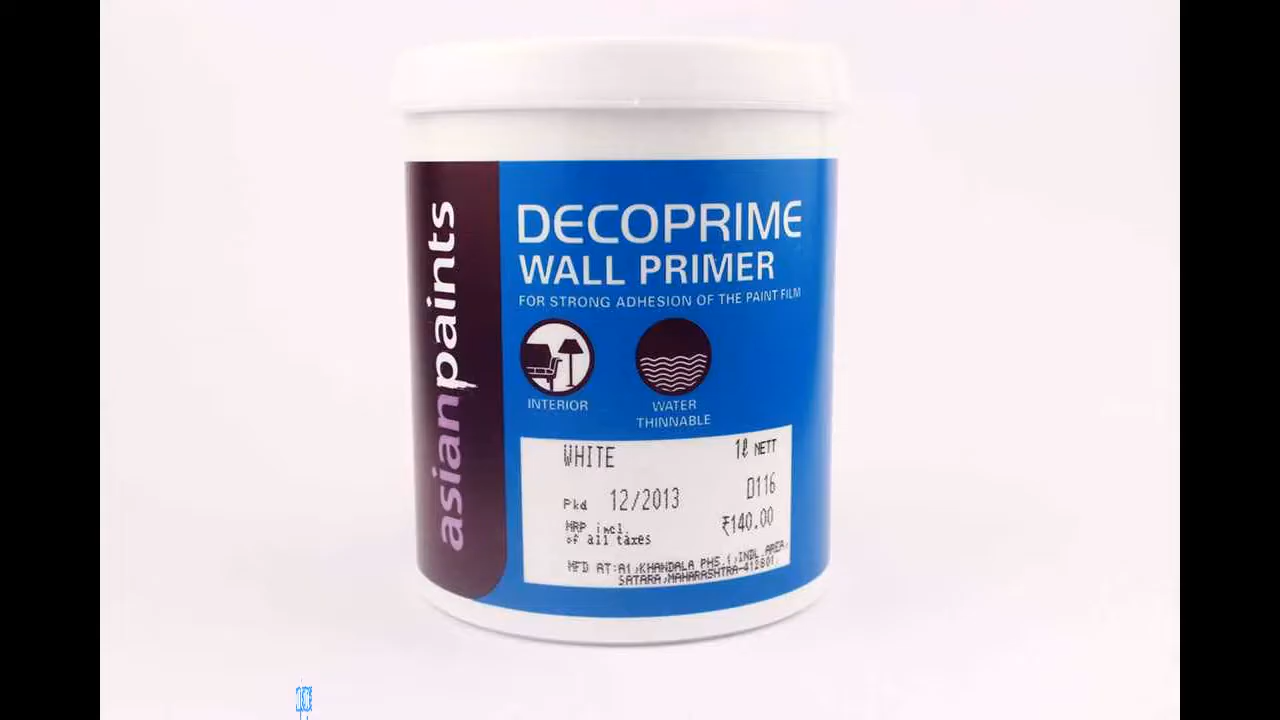 asianpaints
DECOPRIME
WALL PRIMER
FOR STRONG ADHESION OF THE PAINT FILM
INTERIOR
WATER
THINNABLE
WHITE
1ℓ NETT
D116
Pkd 12/2013
₹140.00
MRP incl.
of all taxes
MFD AT:A1,KHANDALA PHS.1,INDL.AREA,
SATARA,MAHARASHTRA-412801.